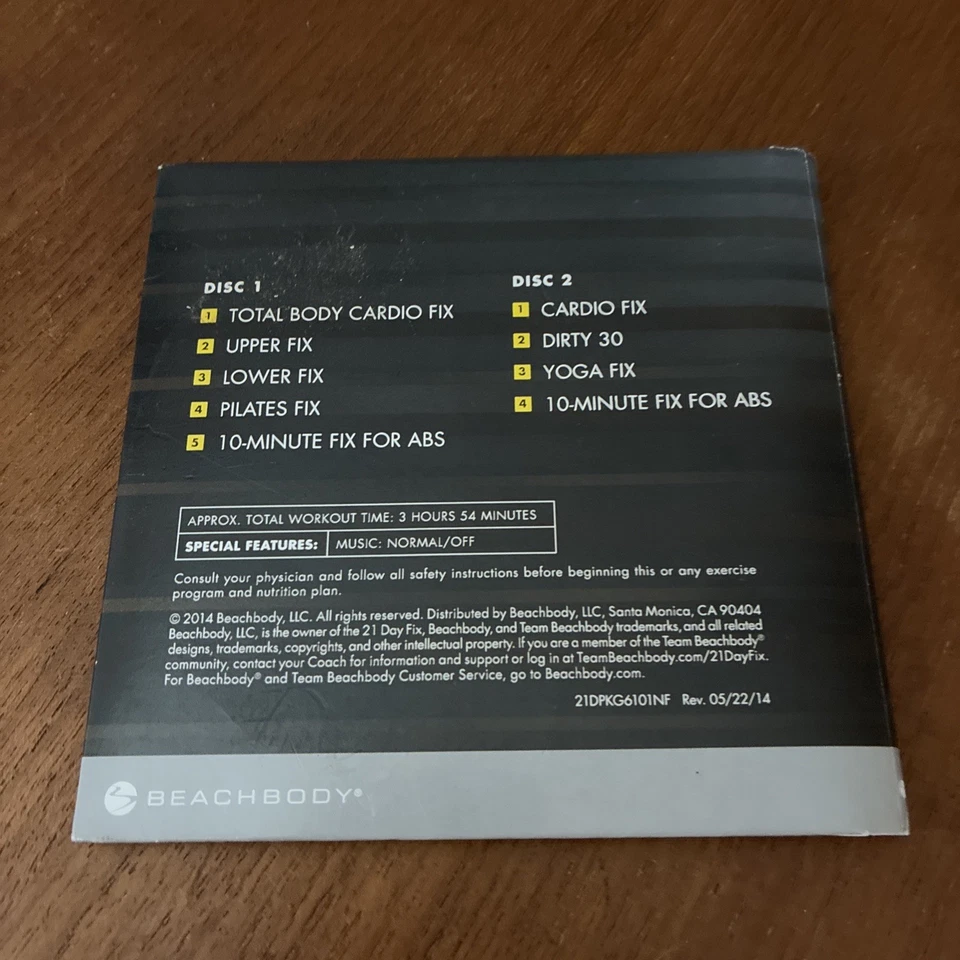 DISC 1
1 TOTAL BODY CARDIO FIX
2 UPPER FIX
3 LOWER FIX
4 PILATES FIX
5 10-MINUTE FIX FOR ABS
DISC 2
1 CARDIO FIX
2 DIRTY 30
3 YOGA FIX
4 10-MINUTE FIX FOR ABS
APPROX. TOTAL WORKOUT TIME: 3 HOURS 54 MINUTES
SPECIAL FEATURES: MUSIC: NORMAL/OFF
Consult your physician and follow all safety instructions before beginning this or any exercise
program and nutrition plan.
© 2014 Beachbody, LLC. All rights reserved. Distributed by Beachbody, LLC, Santa Monica, CA 90404
Beachbody, LLC, is the owner of the 21 Day Fix, Beachbody, and Team Beachbody trademarks, and all related
designs, trademarks, copyrights, and other intellectual property. If you are a member of the Team Beachbody®
community, contact your Coach for information and support or log in at TeamBeachbody.com/21DayFix.
For Beachbody® and Team Beachbody Customer Service, go to Beachbody.com.
21DPKG6101NF Rev. 05/22/14
BEACHBODY®